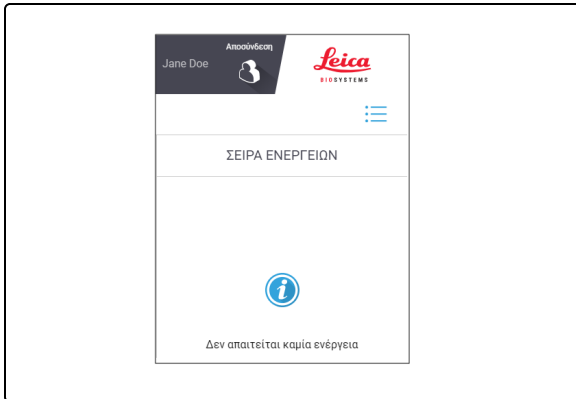 Αποσύνδεση
Jane Doe
Leica
BIOSYSTEMS
ΣΕΙΡΑ ΕΝΕΡΓΕΙΩΝ
Δεν απαιτείται καμία ενέργεια